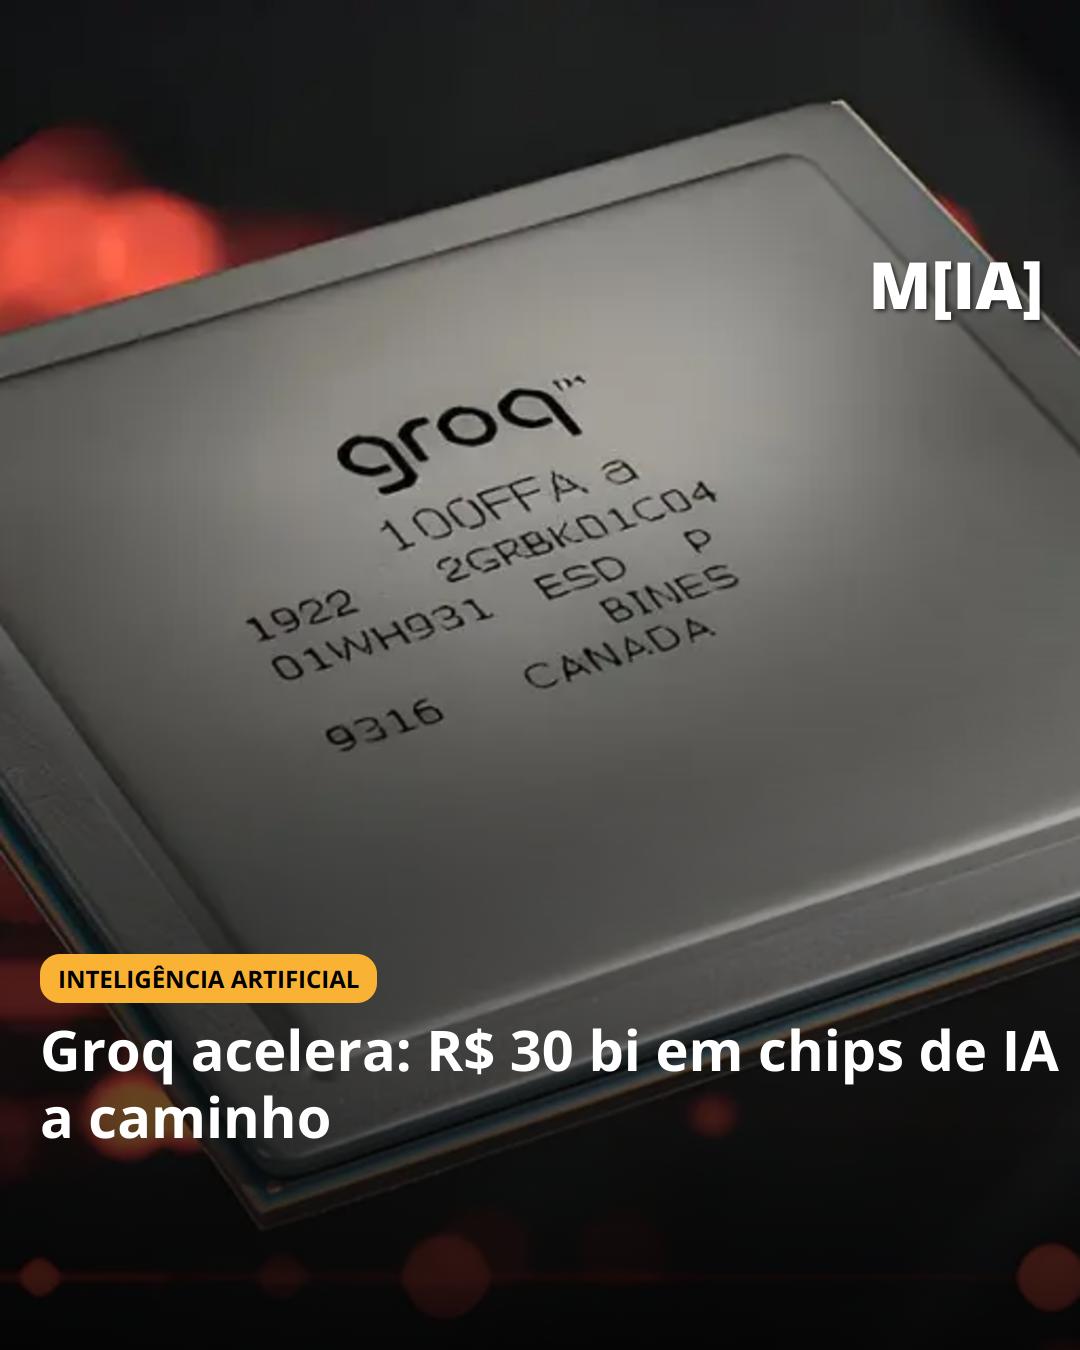 M[IA]
groq™
100FFA a
2GRBK01C04
1922
ESD P
01WH931
BINES
CANADA
9316
INTELIGÊNCIA ARTIFICIAL
Groq acelera: R$ 30 bi em chips de IA
a caminho